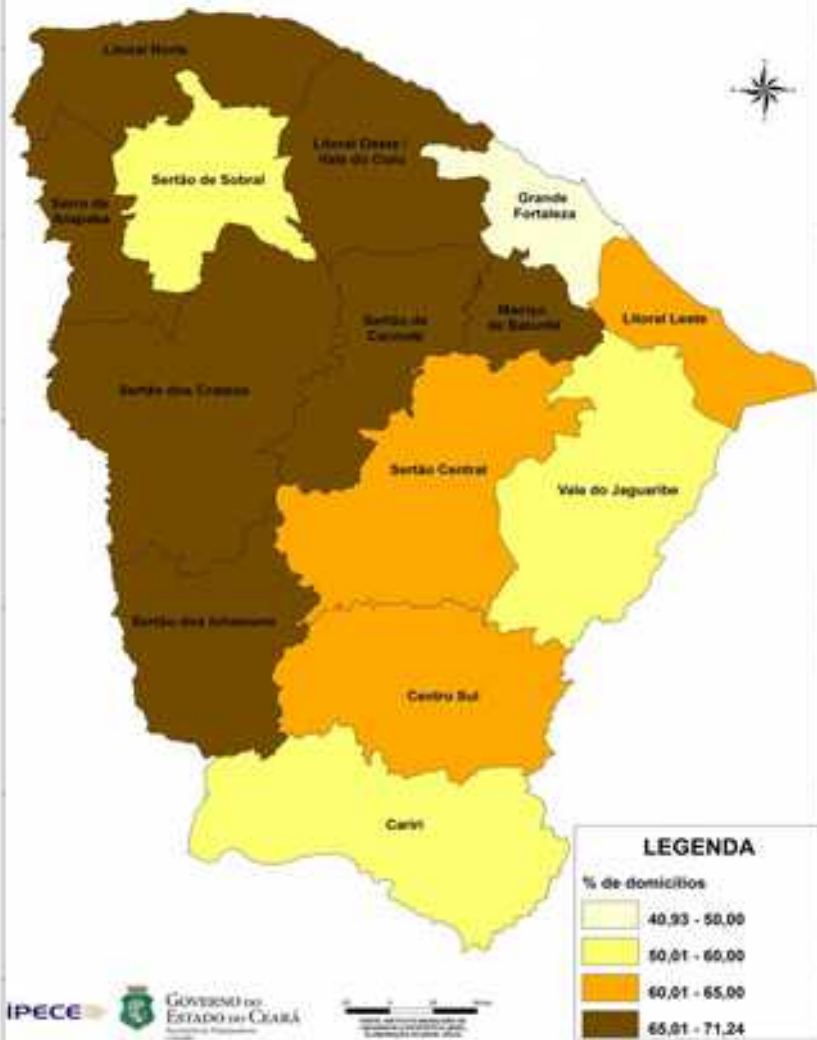 Litoral Norte
Litoral Oeste /
Vale do Curu
Sertão de Sobral
Serra da
Ibiapaba
Grande
Fortaleza
Maciço
de Baturité
Litoral Leste
Sertão de
Canindé
Sertão dos Crateús
Sertão Central
Vale do Jaguaribe
Sertão dos Inhamuns
Centro Sul
Cariri
LEGENDA
% de domicílios
40,93 - 50,00
50,01 - 60,00
60,01 - 65,00
65,01 - 71,24
IPECE
GOVERNO DO
ESTADO DO CEARÁ